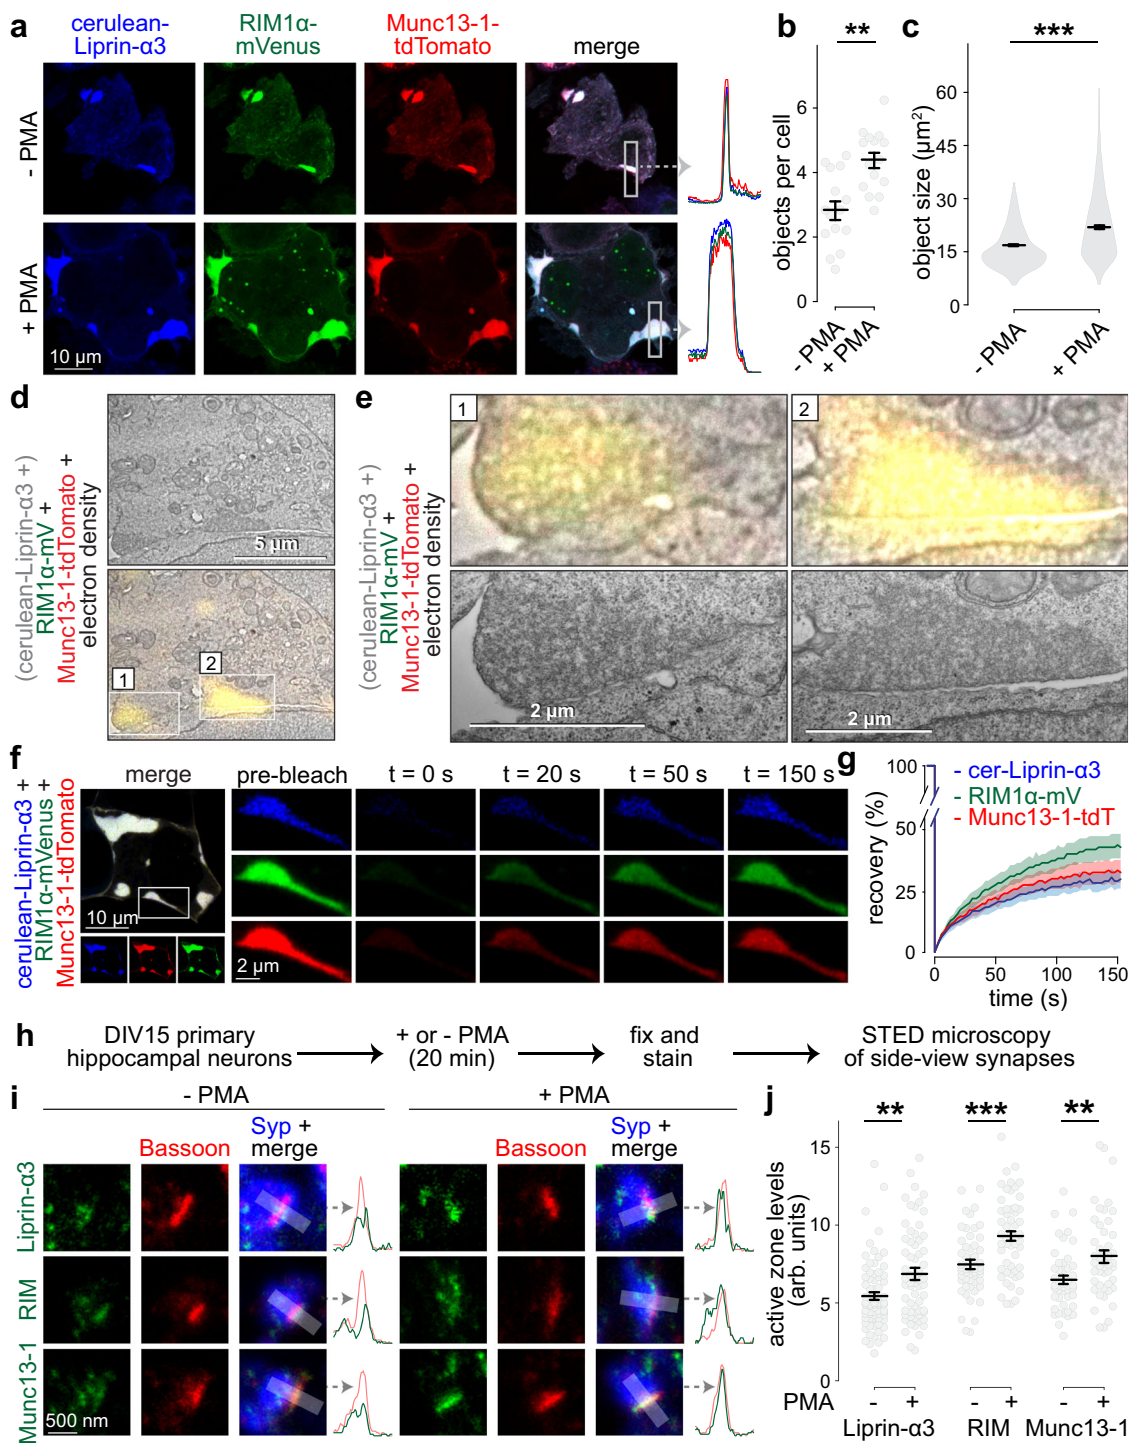 a
cerulean-
Liprin-α3
RIM1α-
mVenus
Munc13-1-
tdTomato
merge
- PMA
+ PMA
10 µm
b
**
objects per cell
6
4
2
0
- PMA
+ PMA
c
***
object size (µm²)
60
45
30
15
0
- PMA
+ PMA
d
(cerulean-Liprin-α3 +)
RIM1α-mV +
Munc13-1-tdTomato +
electron density
5 µm
1
2
e
(cerulean-Liprin-α3 +)
RIM1α-mV +
Munc13-1-tdTomato +
electron density
1
2
2 µm
2 µm
f
cerulean-Liprin-α3 +
RIM1α-mVenus +
Munc13-1-tdTomato
merge
pre-bleach
t = 0 s
t = 20 s
t = 50 s
t = 150 s
10 µm
2 µm
g
- cer-Liprin-α3
- RIM1α-mV
- Munc13-1-tdT
recovery (%)
100
50
25
0
0 50 100 150
time (s)
h
DIV15 primary
hippocampal neurons
+ or - PMA
(20 min)
fix and
stain
STED microscopy
of side-view synapses
i
- PMA
+ PMA
Bassoon
Syp +
merge
Bassoon
Syp +
merge
Liprin-α3
RIM
Munc13-1
500 nm
j
** *** **
active zone levels
(arb. units)
15
10
5
0
PMA - + - + - +
Liprin-α3 RIM Munc13-1